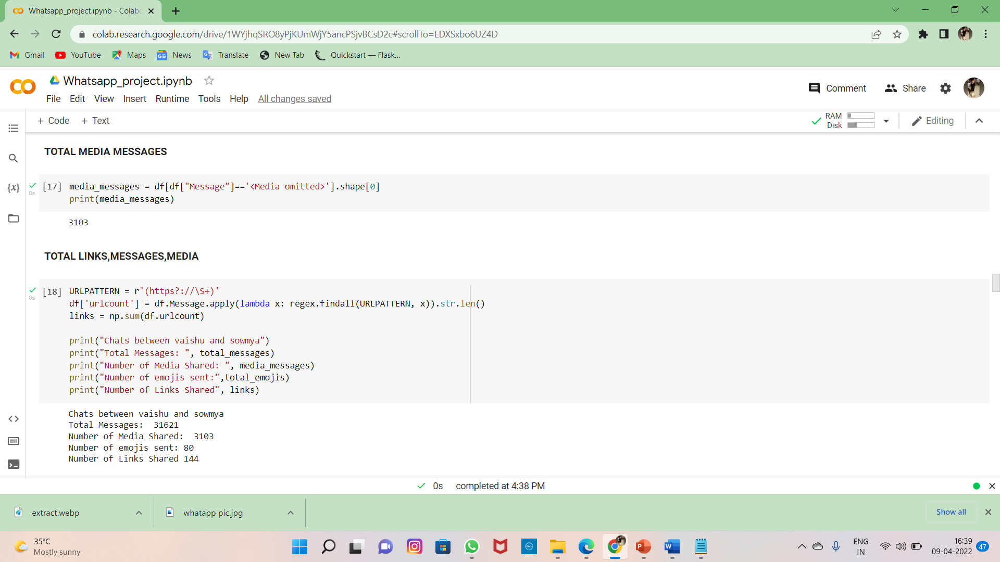 Whatsapp_project.ipynb - Colab
colab.research.google.com/drive/1WYjhqSRO8yPjKUmWjY5ancPSjvBCsD2c#scrollTo=EDXSxbo6UZ4D
Gmail YouTube Maps News Translate New Tab Quickstart — Flask...
Whatsapp_project.ipynb
File Edit View Insert Runtime Tools Help All changes saved
Comment Share
+ Code + Text
RAM
Disk
Editing
TOTAL MEDIA MESSAGES
0s
[17] media_messages = df[df["Message"]=='<Media omitted>'].shape[0]
print(media_messages)
3103
TOTAL LINKS,MESSAGES,MEDIA
0s
[18] URLPATTERN = r'(https?://\S+)'
df['urlcount'] = df.Message.apply(lambda x: regex.findall(URLPATTERN, x)).str.len()
links = np.sum(df.urlcount)
print("Chats between vaishu and sowmya")
print("Total Messages: ", total_messages)
print("Number of Media Shared: ", media_messages)
print("Number of emojis sent:",total_emojis)
print("Number of Links Shared", links)
Chats between vaishu and sowmya
Total Messages:  31621
Number of Media Shared:  3103
Number of emojis sent: 80
Number of Links Shared 144
{x}
0s completed at 4:38 PM
extract.webp
whatapp pic.jpg
Show all
35°C
Mostly sunny
ENG
IN
16:39
09-04-2022
47